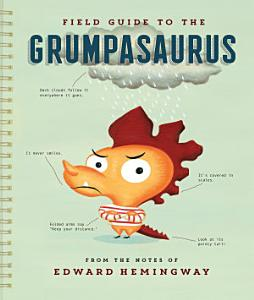 FIELD GUIDE TO THE
GRUMPASAURUS
Dark clouds follow it
everywhere it goes.
It never smiles.
It's covered in
scales.
Folded arms say
"Keep your distance."
Look at its
pointy tail!
FROM THE NOTES OF
EDWARD HEMINGWAY